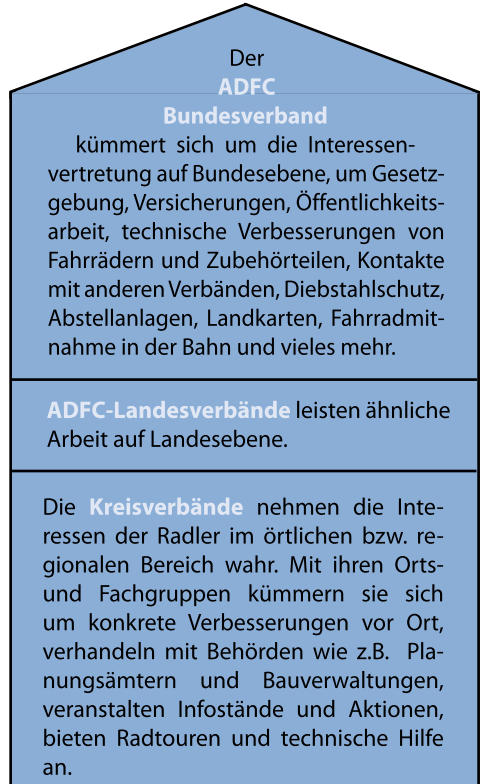 Der
ADFC
Bundesverband
kümmert sich um die Interessen-
vertretung auf Bundesebene, um Gesetz-
gebung, Versicherungen, Öffentlichkeits-
arbeit, technische Verbesserungen von
Fahrrädern und Zubehörteilen, Kontakte
mit anderen Verbänden, Diebstahlschutz,
Abstellanlagen, Landkarten, Fahrradmit-
nahme in der Bahn und vieles mehr.
ADFC-Landesverbände leisten ähnliche
Arbeit auf Landesebene.
Die Kreisverbände nehmen die Inte-
ressen der Radler im örtlichen bzw. re-
gionalen Bereich wahr. Mit ihren Orts-
und Fachgruppen kümmern sie sich
um konkrete Verbesserungen vor Ort,
verhandeln mit Behörden wie z.B. Pla-
nungsämtern und Bauverwaltungen,
veranstalten Infostände und Aktionen,
bieten Radtouren und technische Hilfe
an.